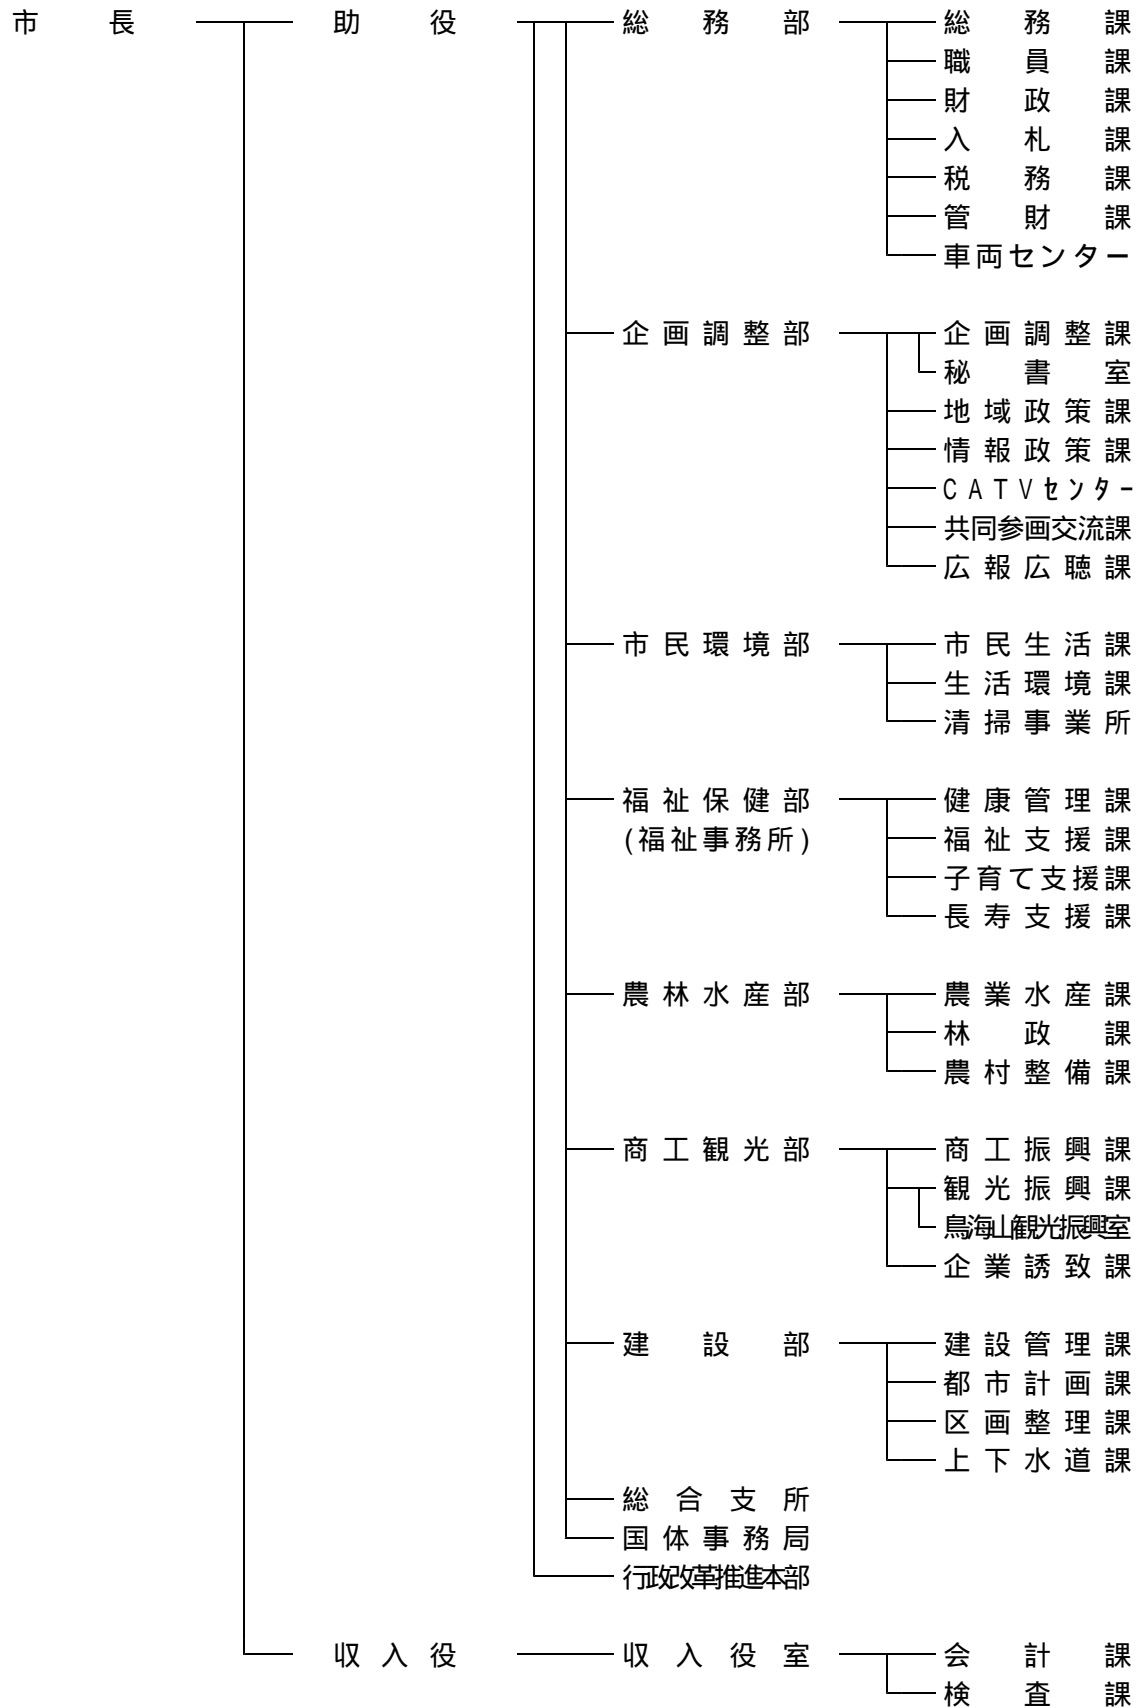 市長 助役 総務部 総務課
職員課
財政課
入札課
税務課
管財課
車両センター
企画調整部 企画調整課
秘書室
地域政策課
情報政策課
CATVセンター
共同参画交流課
広報広聴課
市民環境部 市民生活課
生活環境課
清掃事業所
福祉保健部 健康管理課
(福祉事務所) 福祉支援課
子育て支援課
長寿支援課
農林水産部 農業水産課
林政課
農村整備課
商工観光部 商工振興課
観光振興課
鳥海山観光振興室
企業誘致課
建設部 建設管理課
都市計画課
区画整理課
上下水道課
総合支所
国体事務局
行政改革推進本部
収入役 収入役室 会計課
検査課